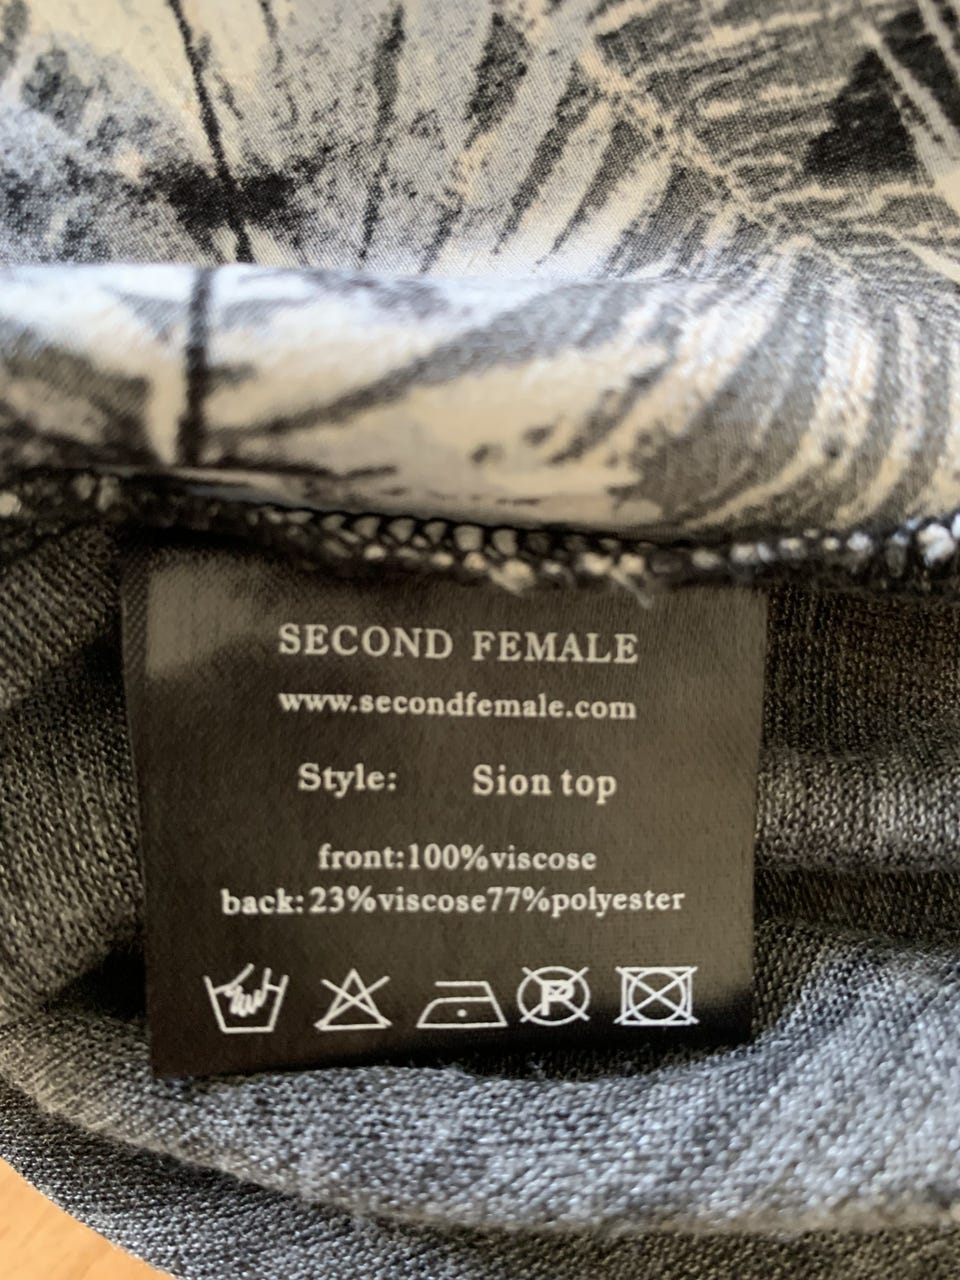 SECOND FEMALE
www.secondfemale.com
Style: Sion top
front:100%viscose
back:23%viscose77%polyester
P